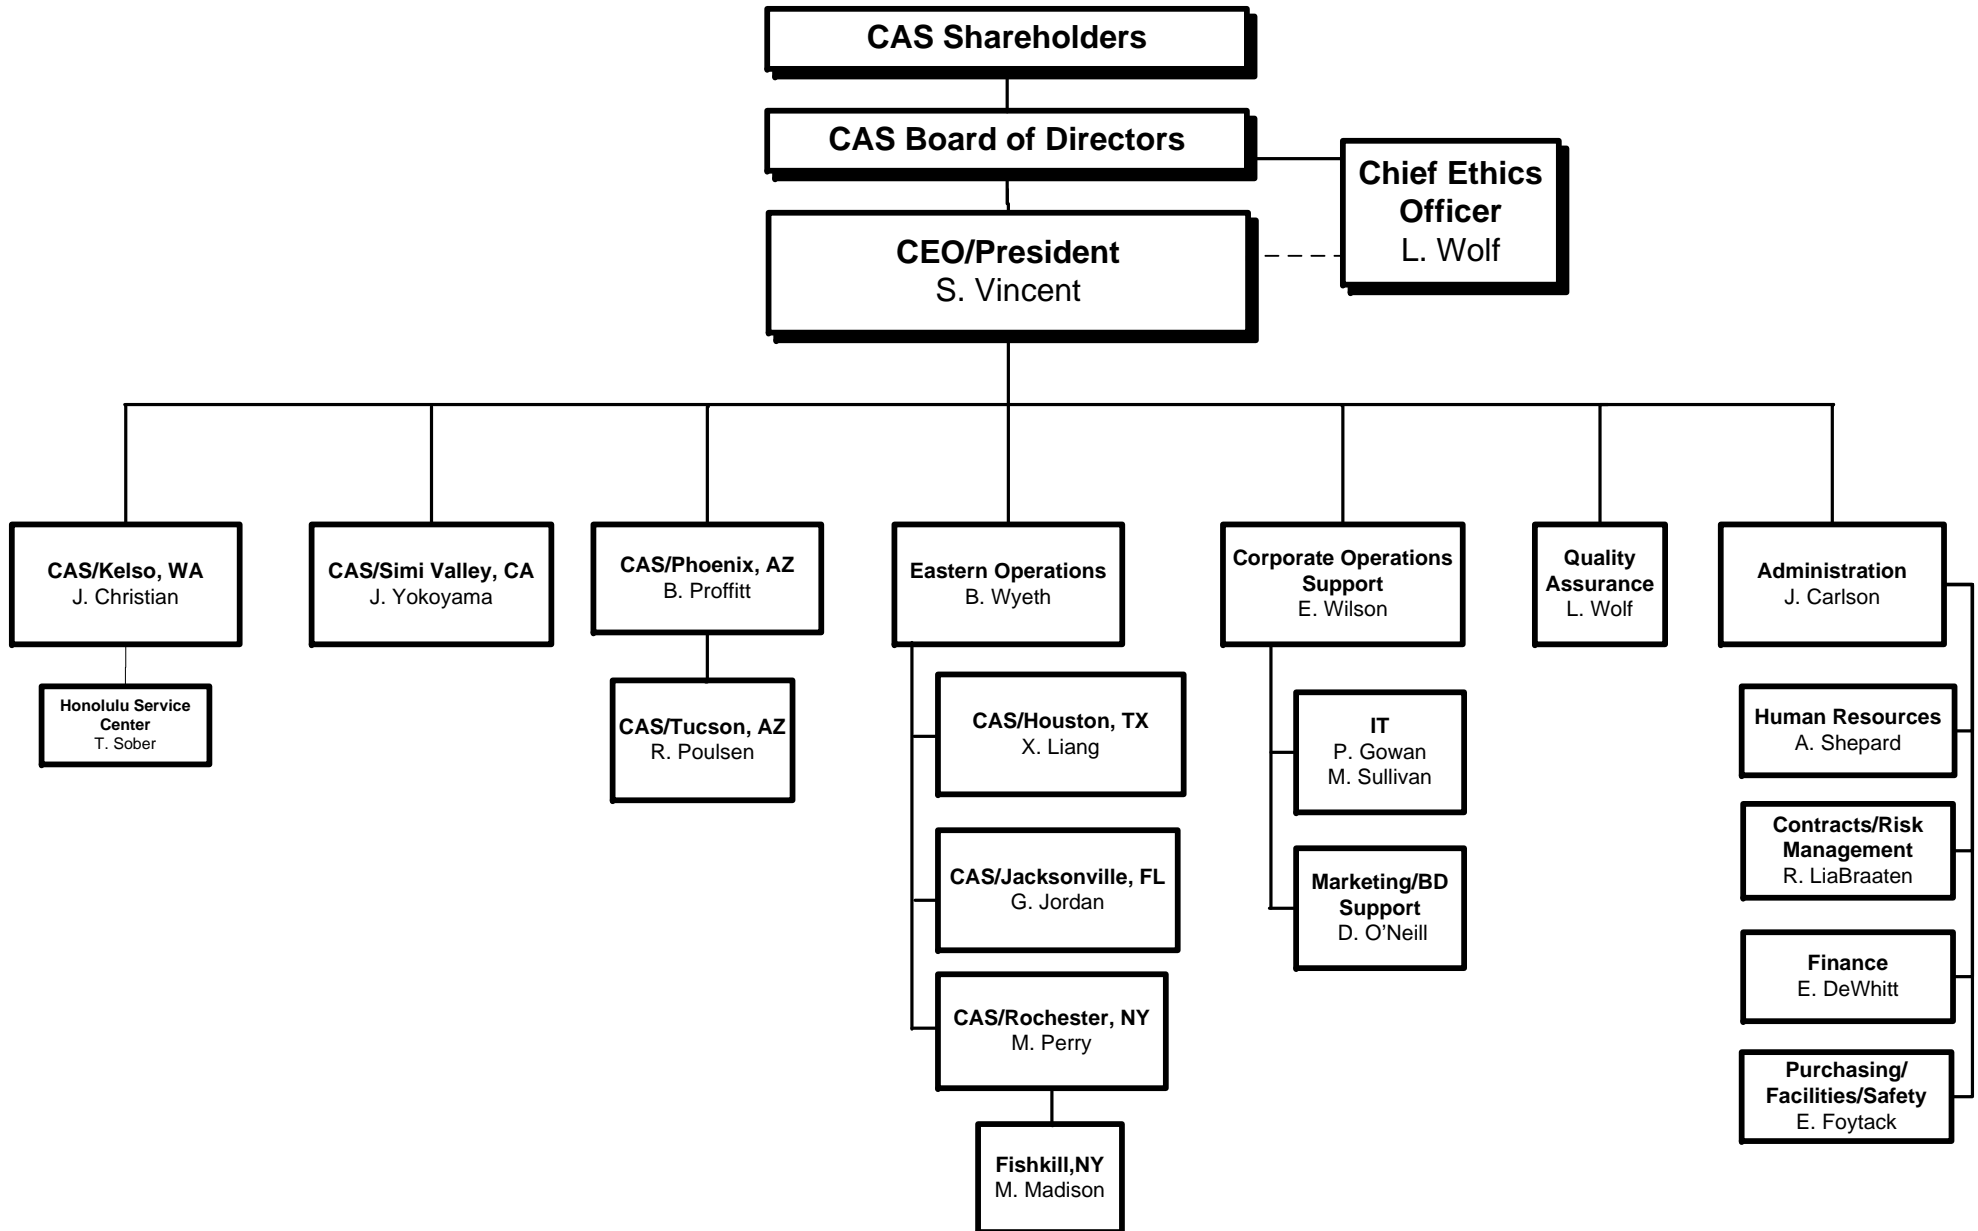 CAS Shareholders
CAS Board of Directors
Chief Ethics
Officer
L. Wolf
CEO/President
S. Vincent
CAS/Kelso, WA
J. Christian
CAS/Simi Valley, CA
J. Yokoyama
CAS/Phoenix, AZ
B. Proffitt
Eastern Operations
B. Wyeth
Corporate Operations
Support
E. Wilson
Quality
Assurance
L. Wolf
Administration
J. Carlson
Honolulu Service
Center
T. Sober
CAS/Tucson, AZ
R. Poulsen
CAS/Houston, TX
X. Liang
CAS/Jacksonville, FL
G. Jordan
CAS/Rochester, NY
M. Perry
Fishkill,NY
M. Madison
IT
P. Gowan
M. Sullivan
Marketing/BD
Support
D. O’Neill
Human Resources
A. Shepard
Contracts/Risk
Management
R. LiaBraaten
Finance
E. DeWhitt
Purchasing/
Facilities/Safety
E. Foytack